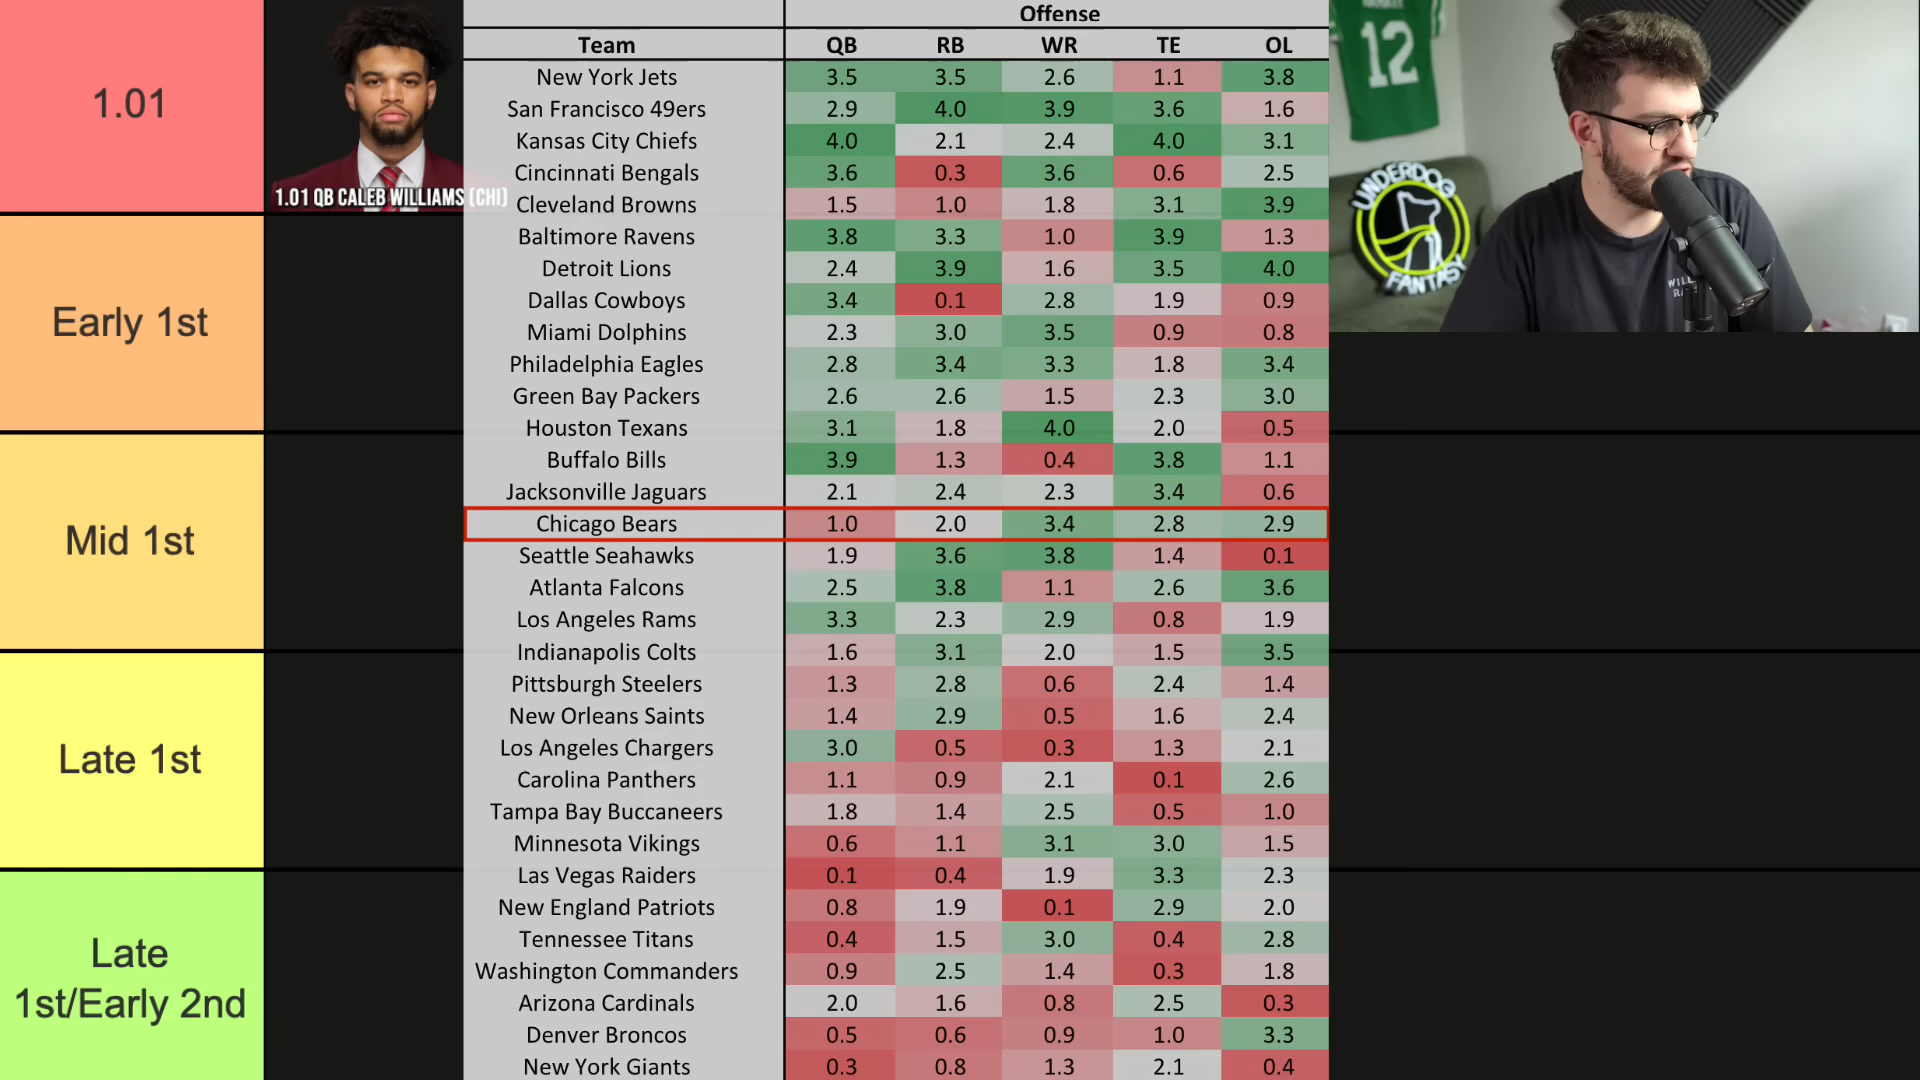 1.01
1.01 QB CALEB WILLIAMS (CHI)
Early 1st
Mid 1st
Late 1st
Late
1st/Early 2nd
Offense
Team QB RB WR TE OL
New York Jets 3.5 3.5 2.6 1.1 3.8
San Francisco 49ers 2.9 4.0 3.9 3.6 1.6
Kansas City Chiefs 4.0 2.1 2.4 4.0 3.1
Cincinnati Bengals 3.6 0.3 3.6 0.6 2.5
Cleveland Browns 1.5 1.0 1.8 3.1 3.9
Baltimore Ravens 3.8 3.3 1.0 3.9 1.3
Detroit Lions 2.4 3.9 1.6 3.5 4.0
Dallas Cowboys 3.4 0.1 2.8 1.9 0.9
Miami Dolphins 2.3 3.0 3.5 0.9 0.8
Philadelphia Eagles 2.8 3.4 3.3 1.8 3.4
Green Bay Packers 2.6 2.6 1.5 2.3 3.0
Houston Texans 3.1 1.8 4.0 2.0 0.5
Buffalo Bills 3.9 1.3 0.4 3.8 1.1
Jacksonville Jaguars 2.1 2.4 2.3 3.4 0.6
Chicago Bears 1.0 2.0 3.4 2.8 2.9
Seattle Seahawks 1.9 3.6 3.8 1.4 0.1
Atlanta Falcons 2.5 3.8 1.1 2.6 3.6
Los Angeles Rams 3.3 2.3 2.9 0.8 1.9
Indianapolis Colts 1.6 3.1 2.0 1.5 3.5
Pittsburgh Steelers 1.3 2.8 0.6 2.4 1.4
New Orleans Saints 1.4 2.9 0.5 1.6 2.4
Los Angeles Chargers 3.0 0.5 0.3 1.3 2.1
Carolina Panthers 1.1 0.9 2.1 0.1 2.6
Tampa Bay Buccaneers 1.8 1.4 2.5 0.5 1.0
Minnesota Vikings 0.6 1.1 3.1 3.0 1.5
Las Vegas Raiders 0.1 0.4 1.9 3.3 2.3
New England Patriots 0.8 1.9 0.1 2.9 2.0
Tennessee Titans 0.4 1.5 3.0 0.4 2.8
Washington Commanders 0.9 2.5 1.4 0.3 1.8
Arizona Cardinals 2.0 1.6 0.8 2.5 0.3
Denver Broncos 0.5 0.6 0.9 1.0 3.3
New York Giants 0.3 0.8 1.3 2.1 0.4
12
UNDERDOG
FANTASY